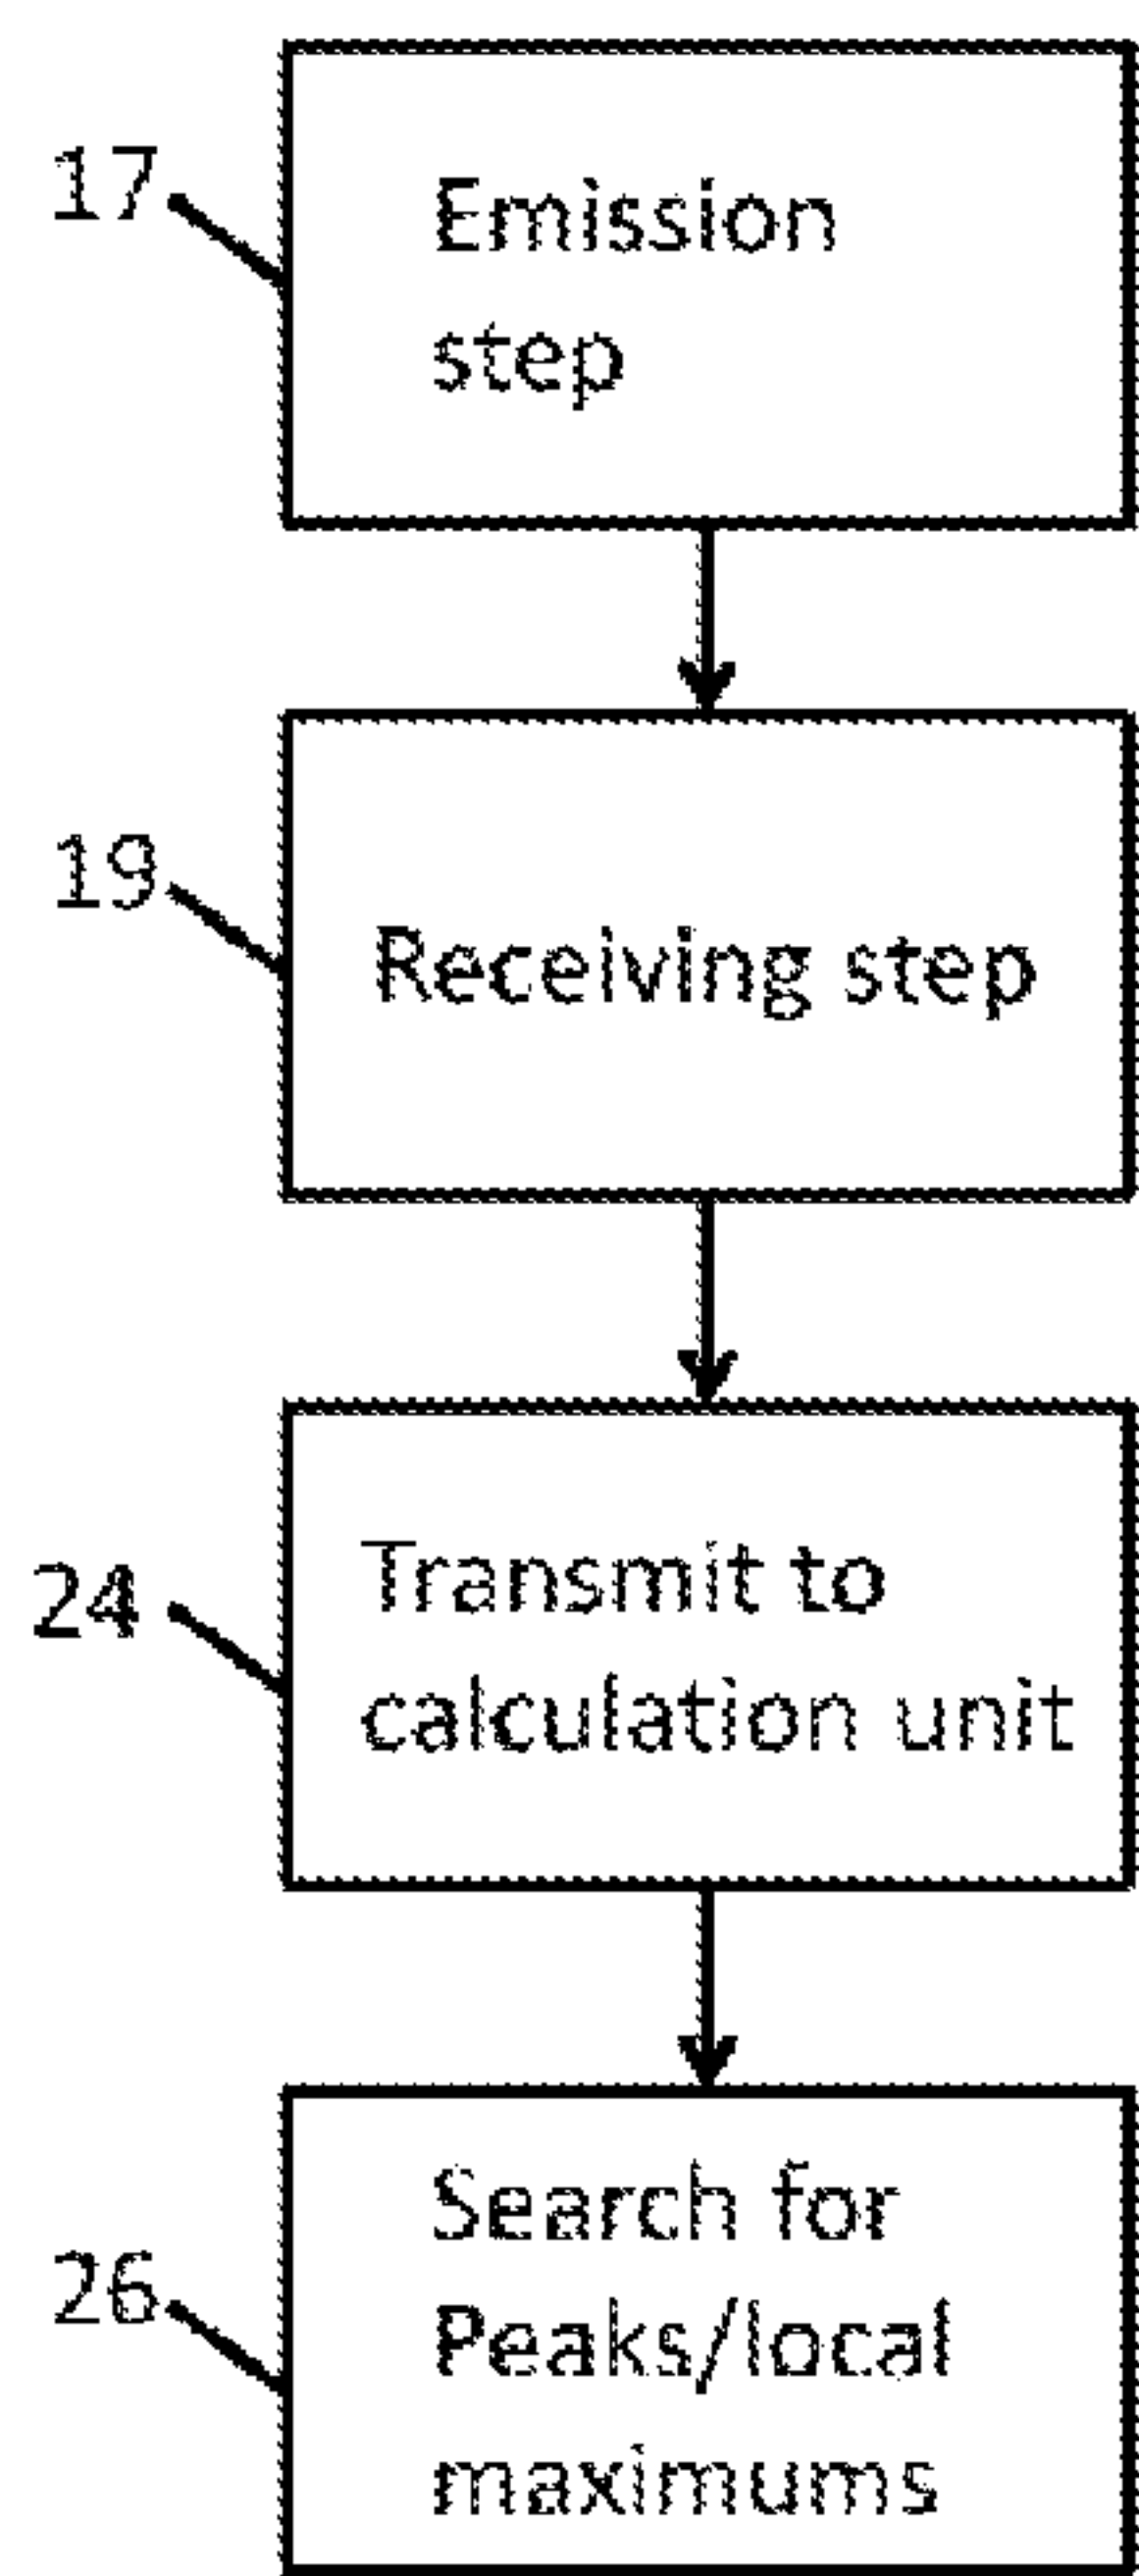 17
Emission
step
19
Receiving step
24
Transmit to
calculation unit
26
Search for
Peaks/local
maximums